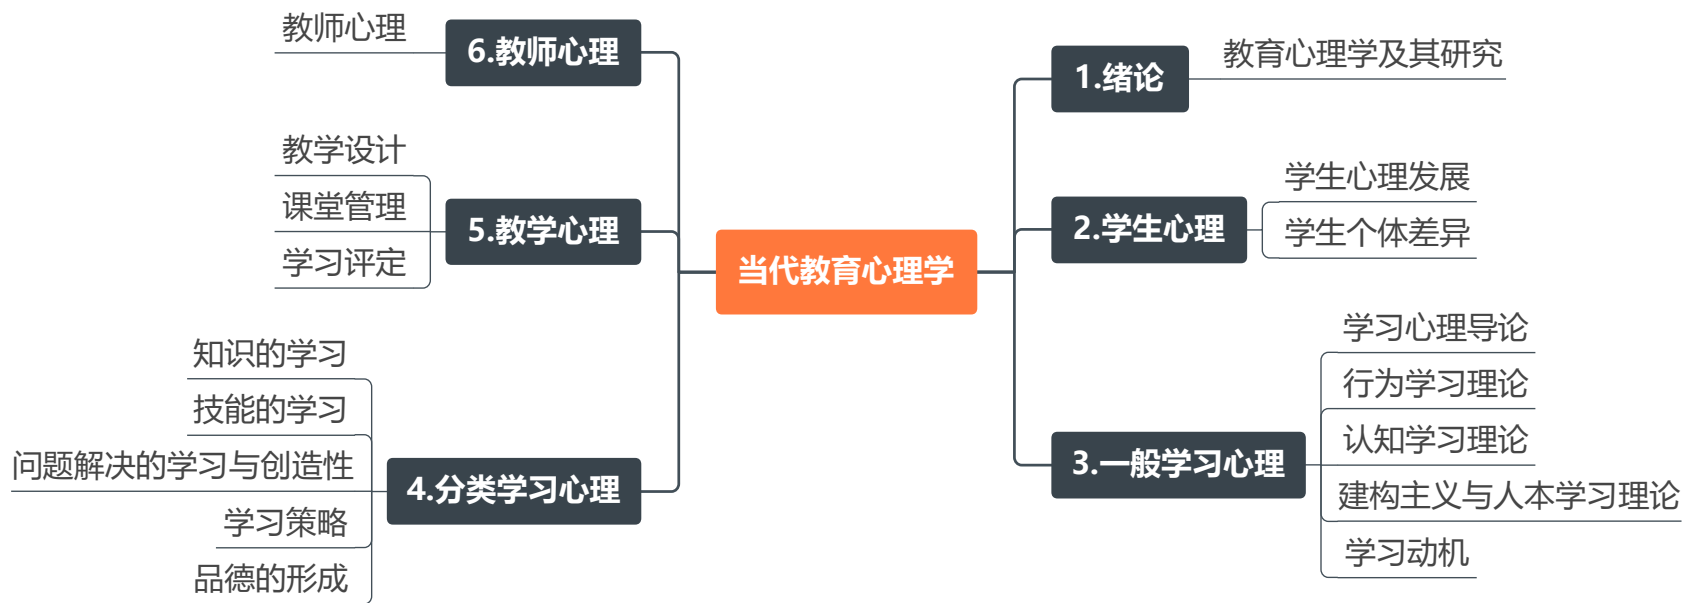 当代教育心理学
1.绪论
教育心理学及其研究
2.学生心理
学生心理发展
学生个体差异
3.一般学习心理
学习心理导论
行为学习理论
认知学习理论
建构主义与人本学习理论
学习动机
4.分类学习心理
知识的学习
技能的学习
问题解决的学习与创造性
学习策略
品德的形成
5.教学心理
教学设计
课堂管理
学习评定
6.教师心理
教师心理